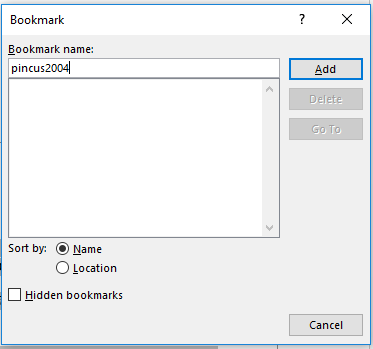 Bookmark
?
Bookmark name:
pincus2004
Add
Delete
Go To
Sort by:
Name
Location
Hidden bookmarks
Cancel